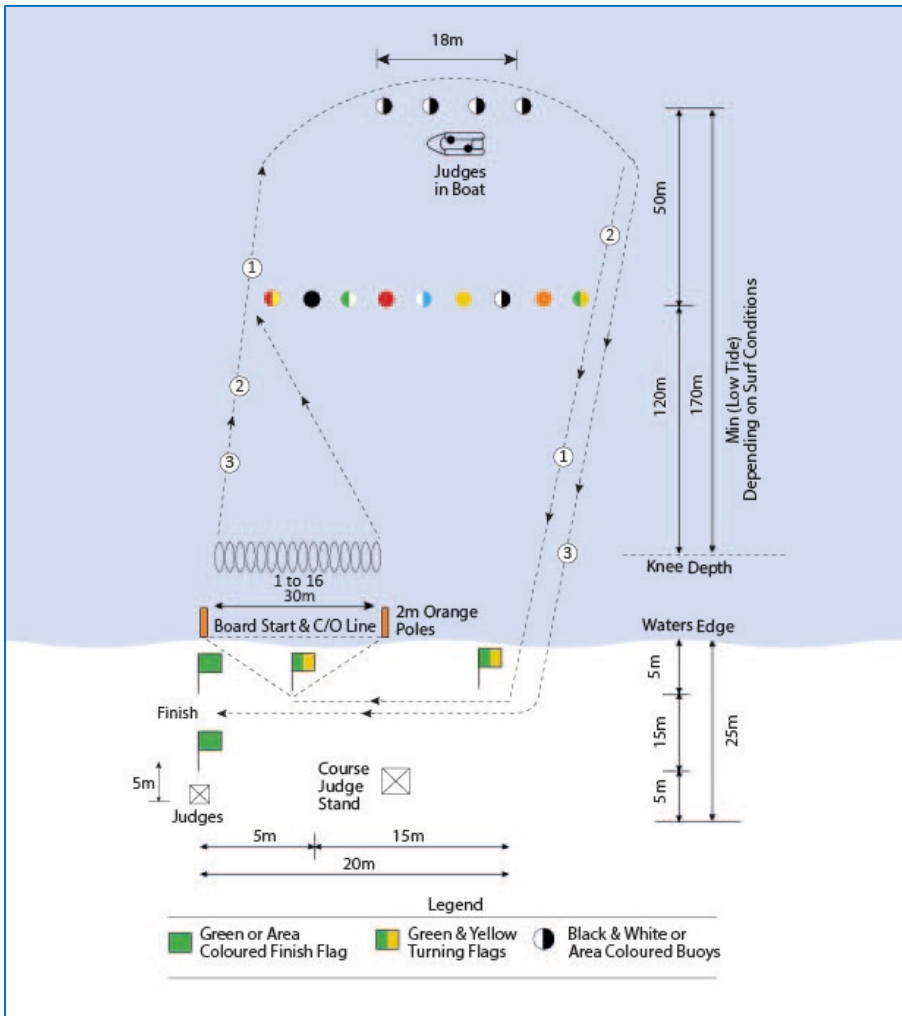 18m
Judges
in Boat
50m
2
1
2
120m
170m
Min (Low Tide)
Depending on Surf Conditions
1
3
3
Knee Depth
1 to 16
30m
Board Start & C/O Line
2m Orange
Poles
Waters Edge
5m
Finish
15m
25m
5m
Course
Judge
Stand
5m
Judges
5m
15m
20m
Legend
Green or Area
Coloured Finish Flag
Green & Yellow
Turning Flags
Black & White or
Area Coloured Buoys